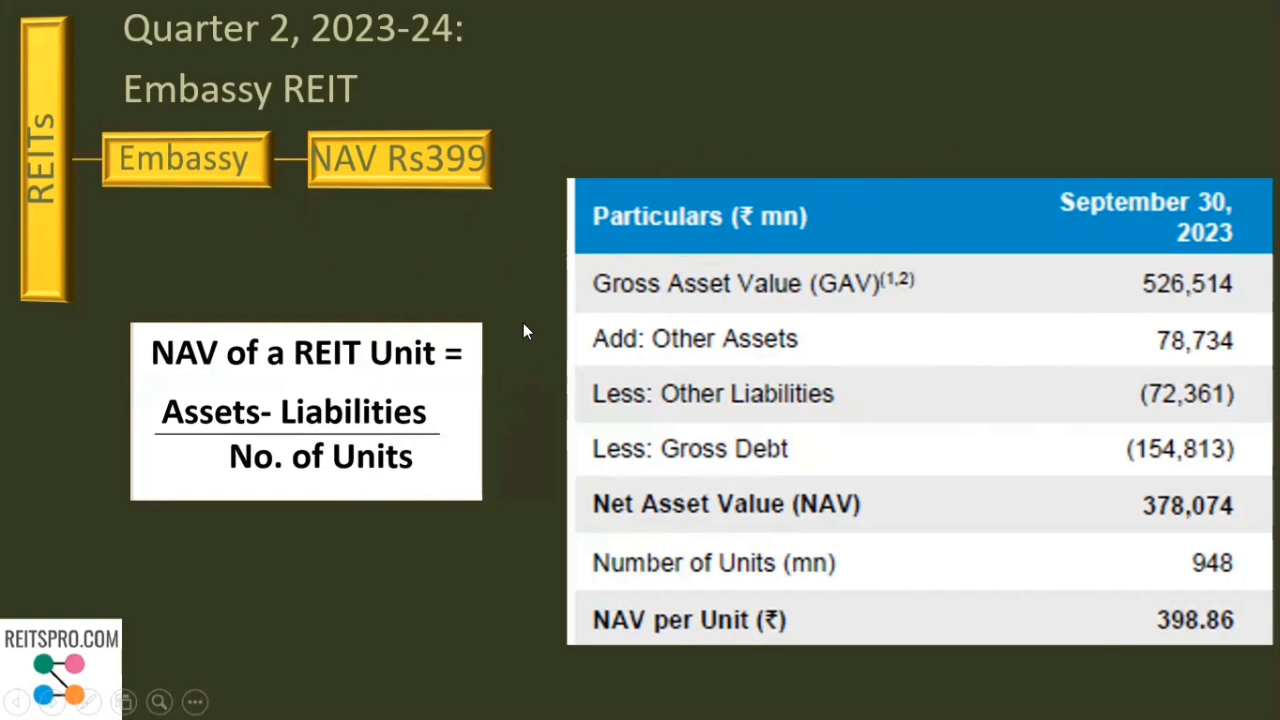 Quarter 2, 2023-24:
Embassy REIT
REITs
Embassy
NAV Rs399
NAV of a REIT Unit =
Assets- Liabilities
No. of Units
Particulars (₹ mn) September 30, 2023
Gross Asset Value (GAV)(1,2) 526,514
Add: Other Assets 78,734
Less: Other Liabilities (72,361)
Less: Gross Debt (154,813)
Net Asset Value (NAV) 378,074
Number of Units (mn) 948
NAV per Unit (₹) 398.86
REITSPRO.COM